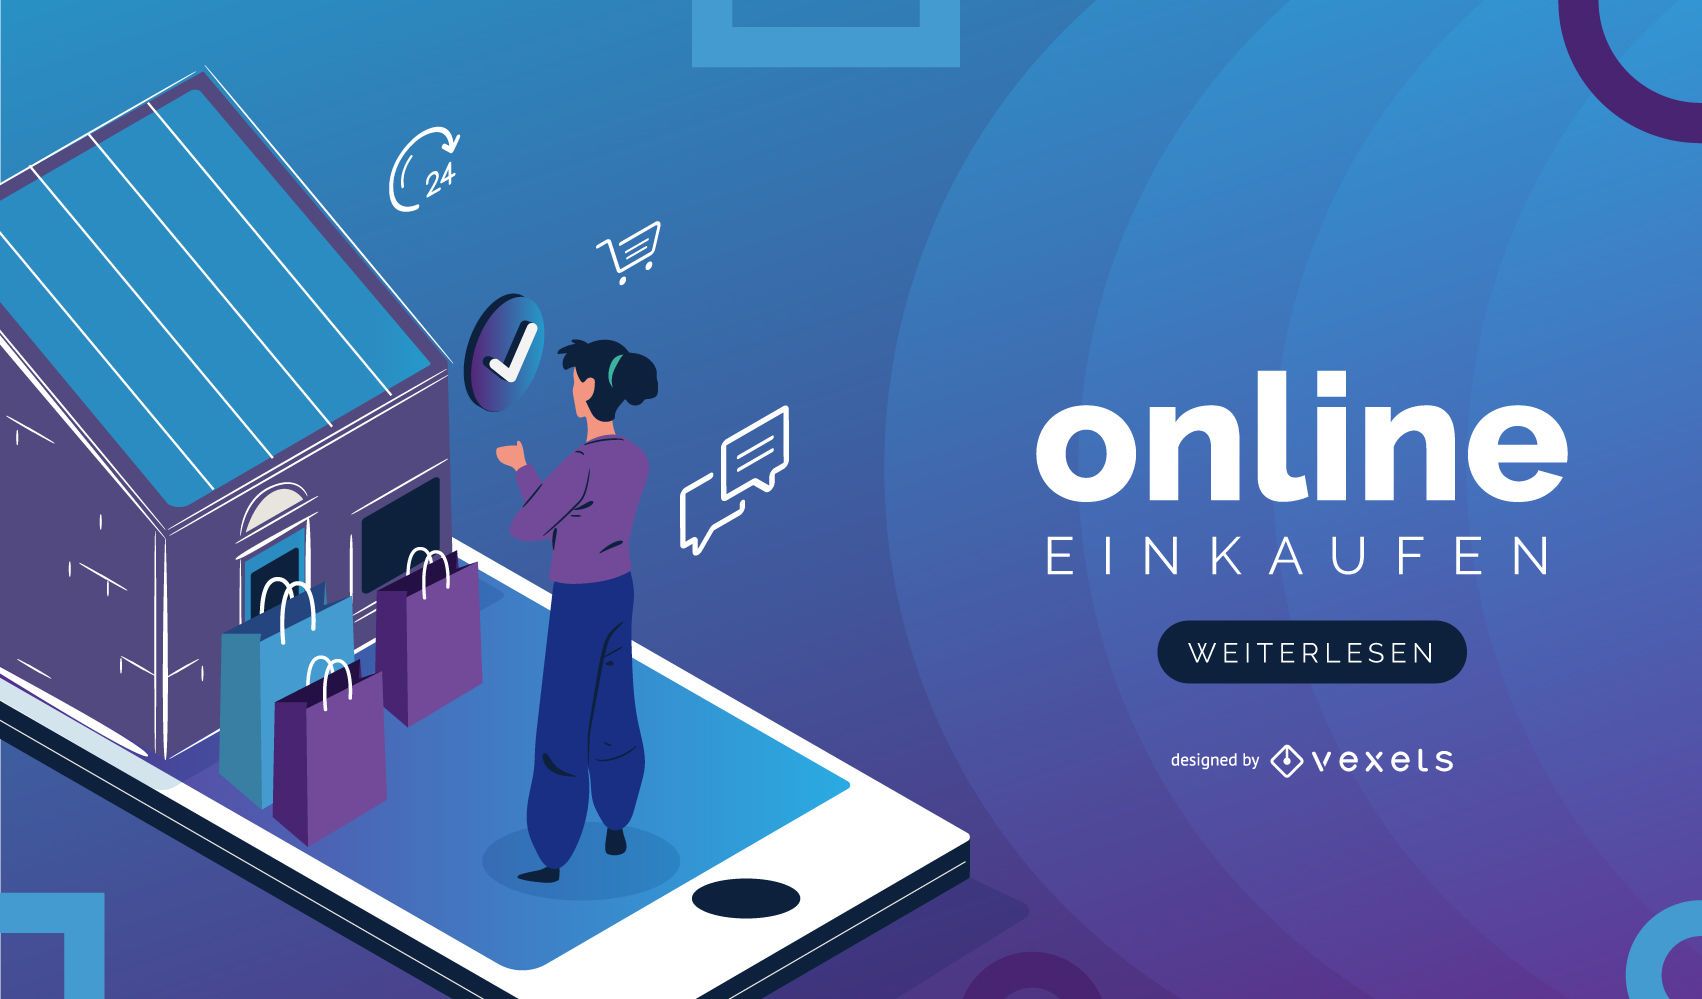 24
online
EINKAUFEN
WEITERLESEN
designed by vexels